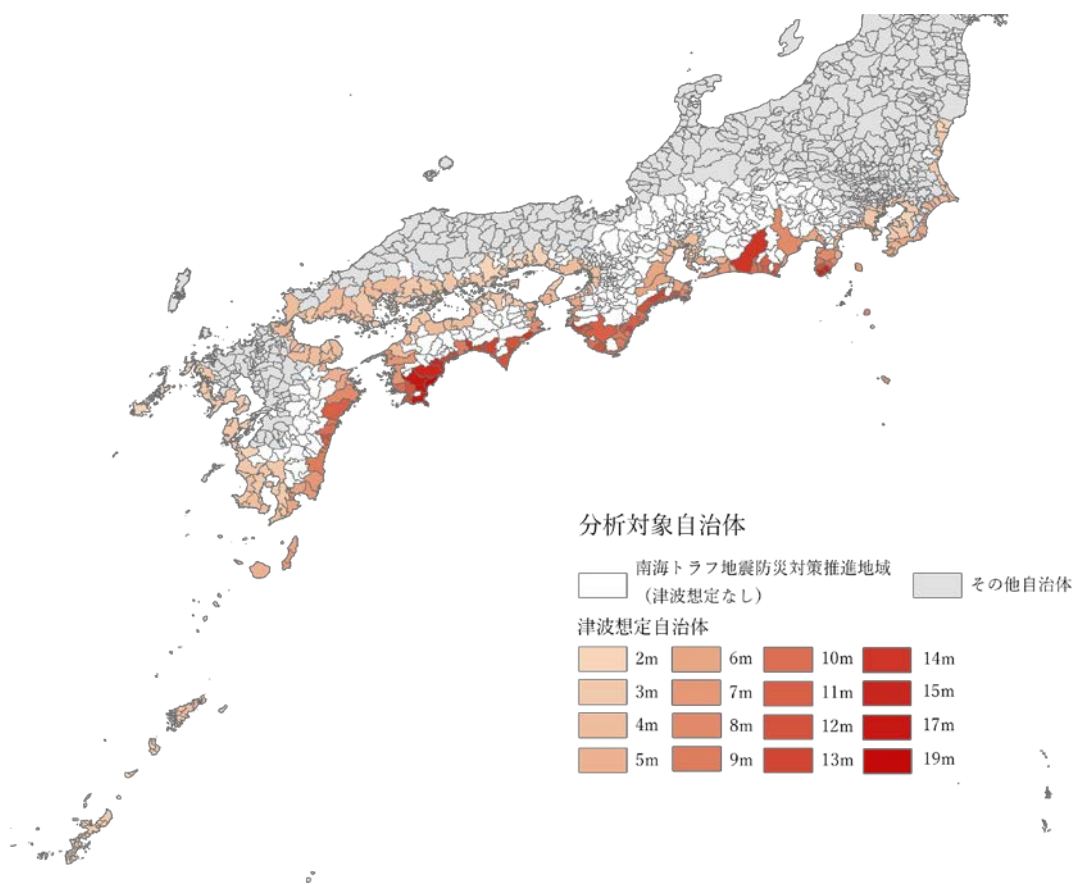 分析対象自治体
南海トラフ地震防災対策推進地域
（津波想定なし）
その他自治体
津波想定自治体
2m 6m 10m 14m
3m 7m 11m 15m
4m 8m 12m 17m
5m 9m 13m 19m